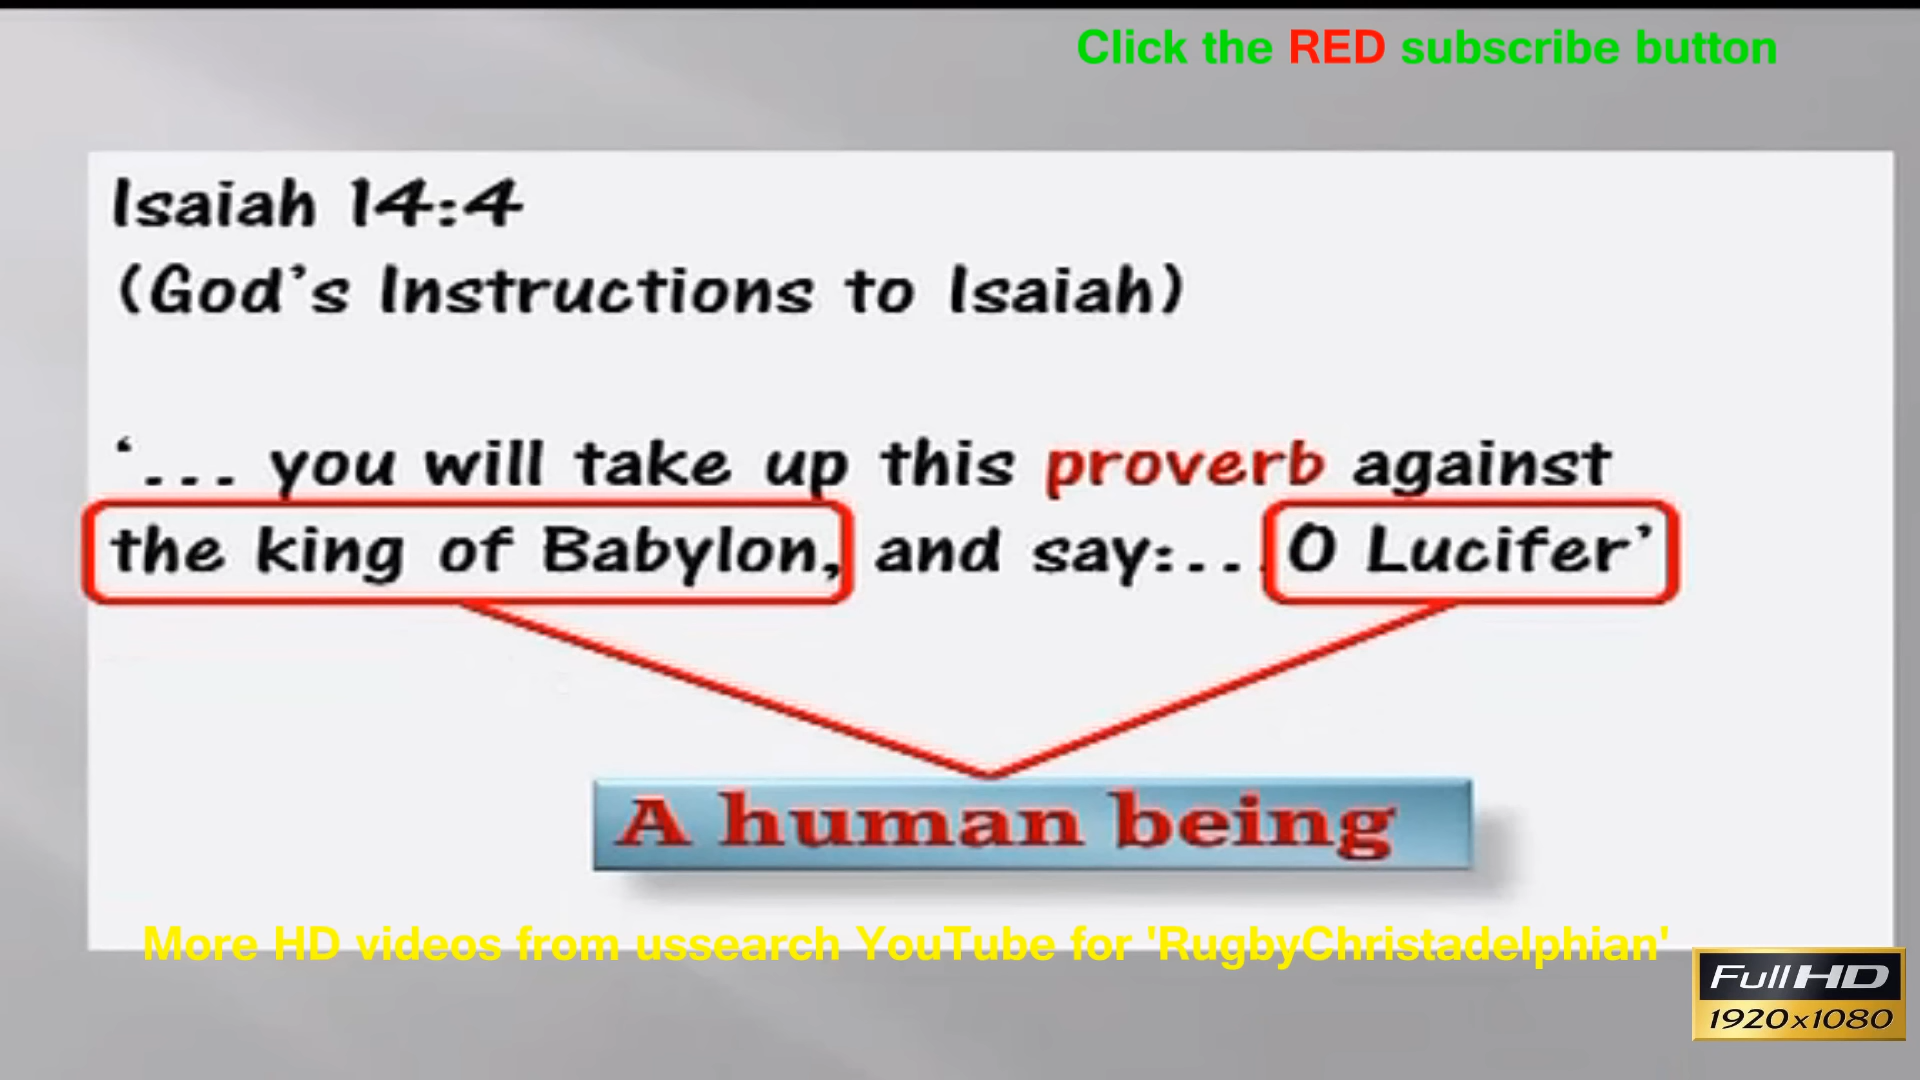 Click the RED subscribe button
Isaiah 14:4
(God's Instructions to Isaiah)
‘... you will take up this proverb against
the king of Babylon, and say:... O Lucifer’
A human being
More HD videos from ussearch YouTube for 'RugbyChristadelphian'
Full HD
1920x1080